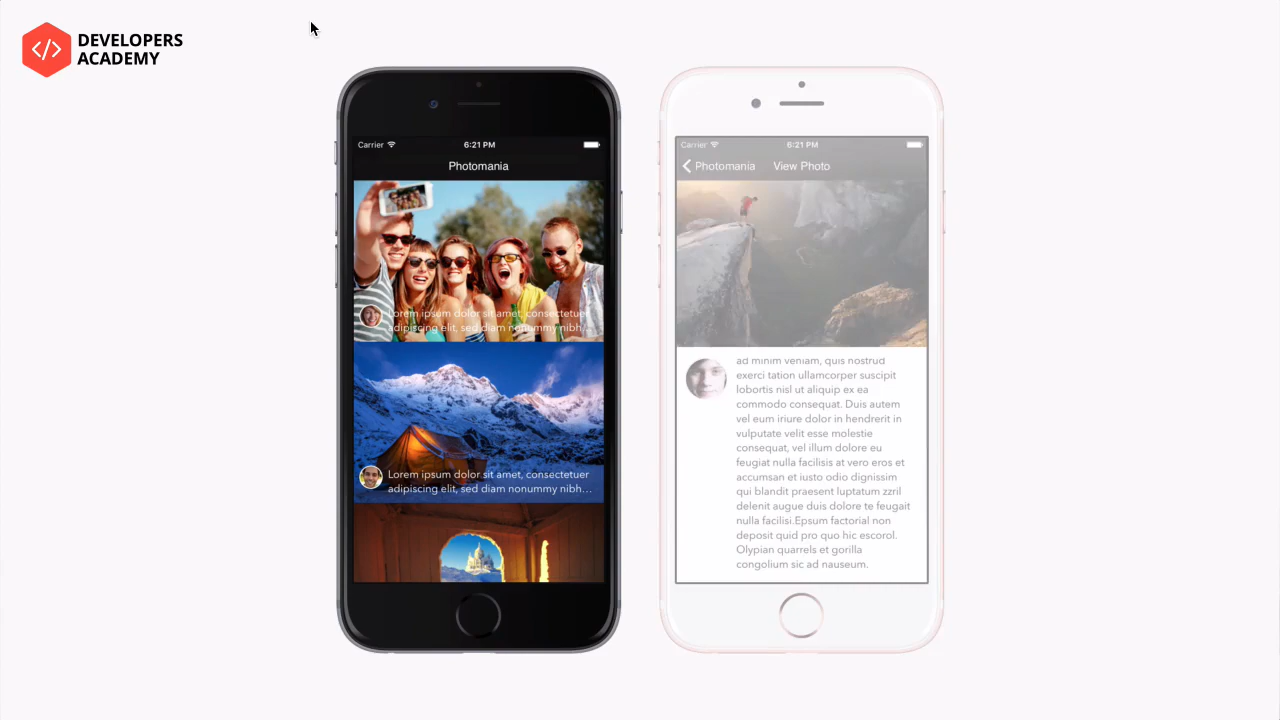 </>
DEVELOPERS
ACADEMY
Carrier
6:21 PM
Photomania
Lorem ipsum dolor sit amet, consectetuer
adipiscing elit, sed diam nonummy nibh...
Lorem ipsum dolor sit amet, consectetuer
adipiscing elit, sed diam nonummy nibh...
Carrier
6:21 PM
Photomania
View Photo
ad minim veniam, quis nostrud
exerci tation ullamcorper suscipit
lobortis nisl ut aliquip ex ea
commodo consequat. Duis autem
vel eum iriure dolor in hendrerit in
vulputate velit esse molestie
consequat, vel illum dolore eu
feugiat nulla facilisis at vero eros et
accumsan et iusto odio dignissim
qui blandit praesent luptatum zzril
delenit augue duis dolore te feugait
nulla facilisi.Epsum factorial non
deposit quid pro quo hic escorol.
Olypian quarrels et gorilla
congolium sic ad nauseum.